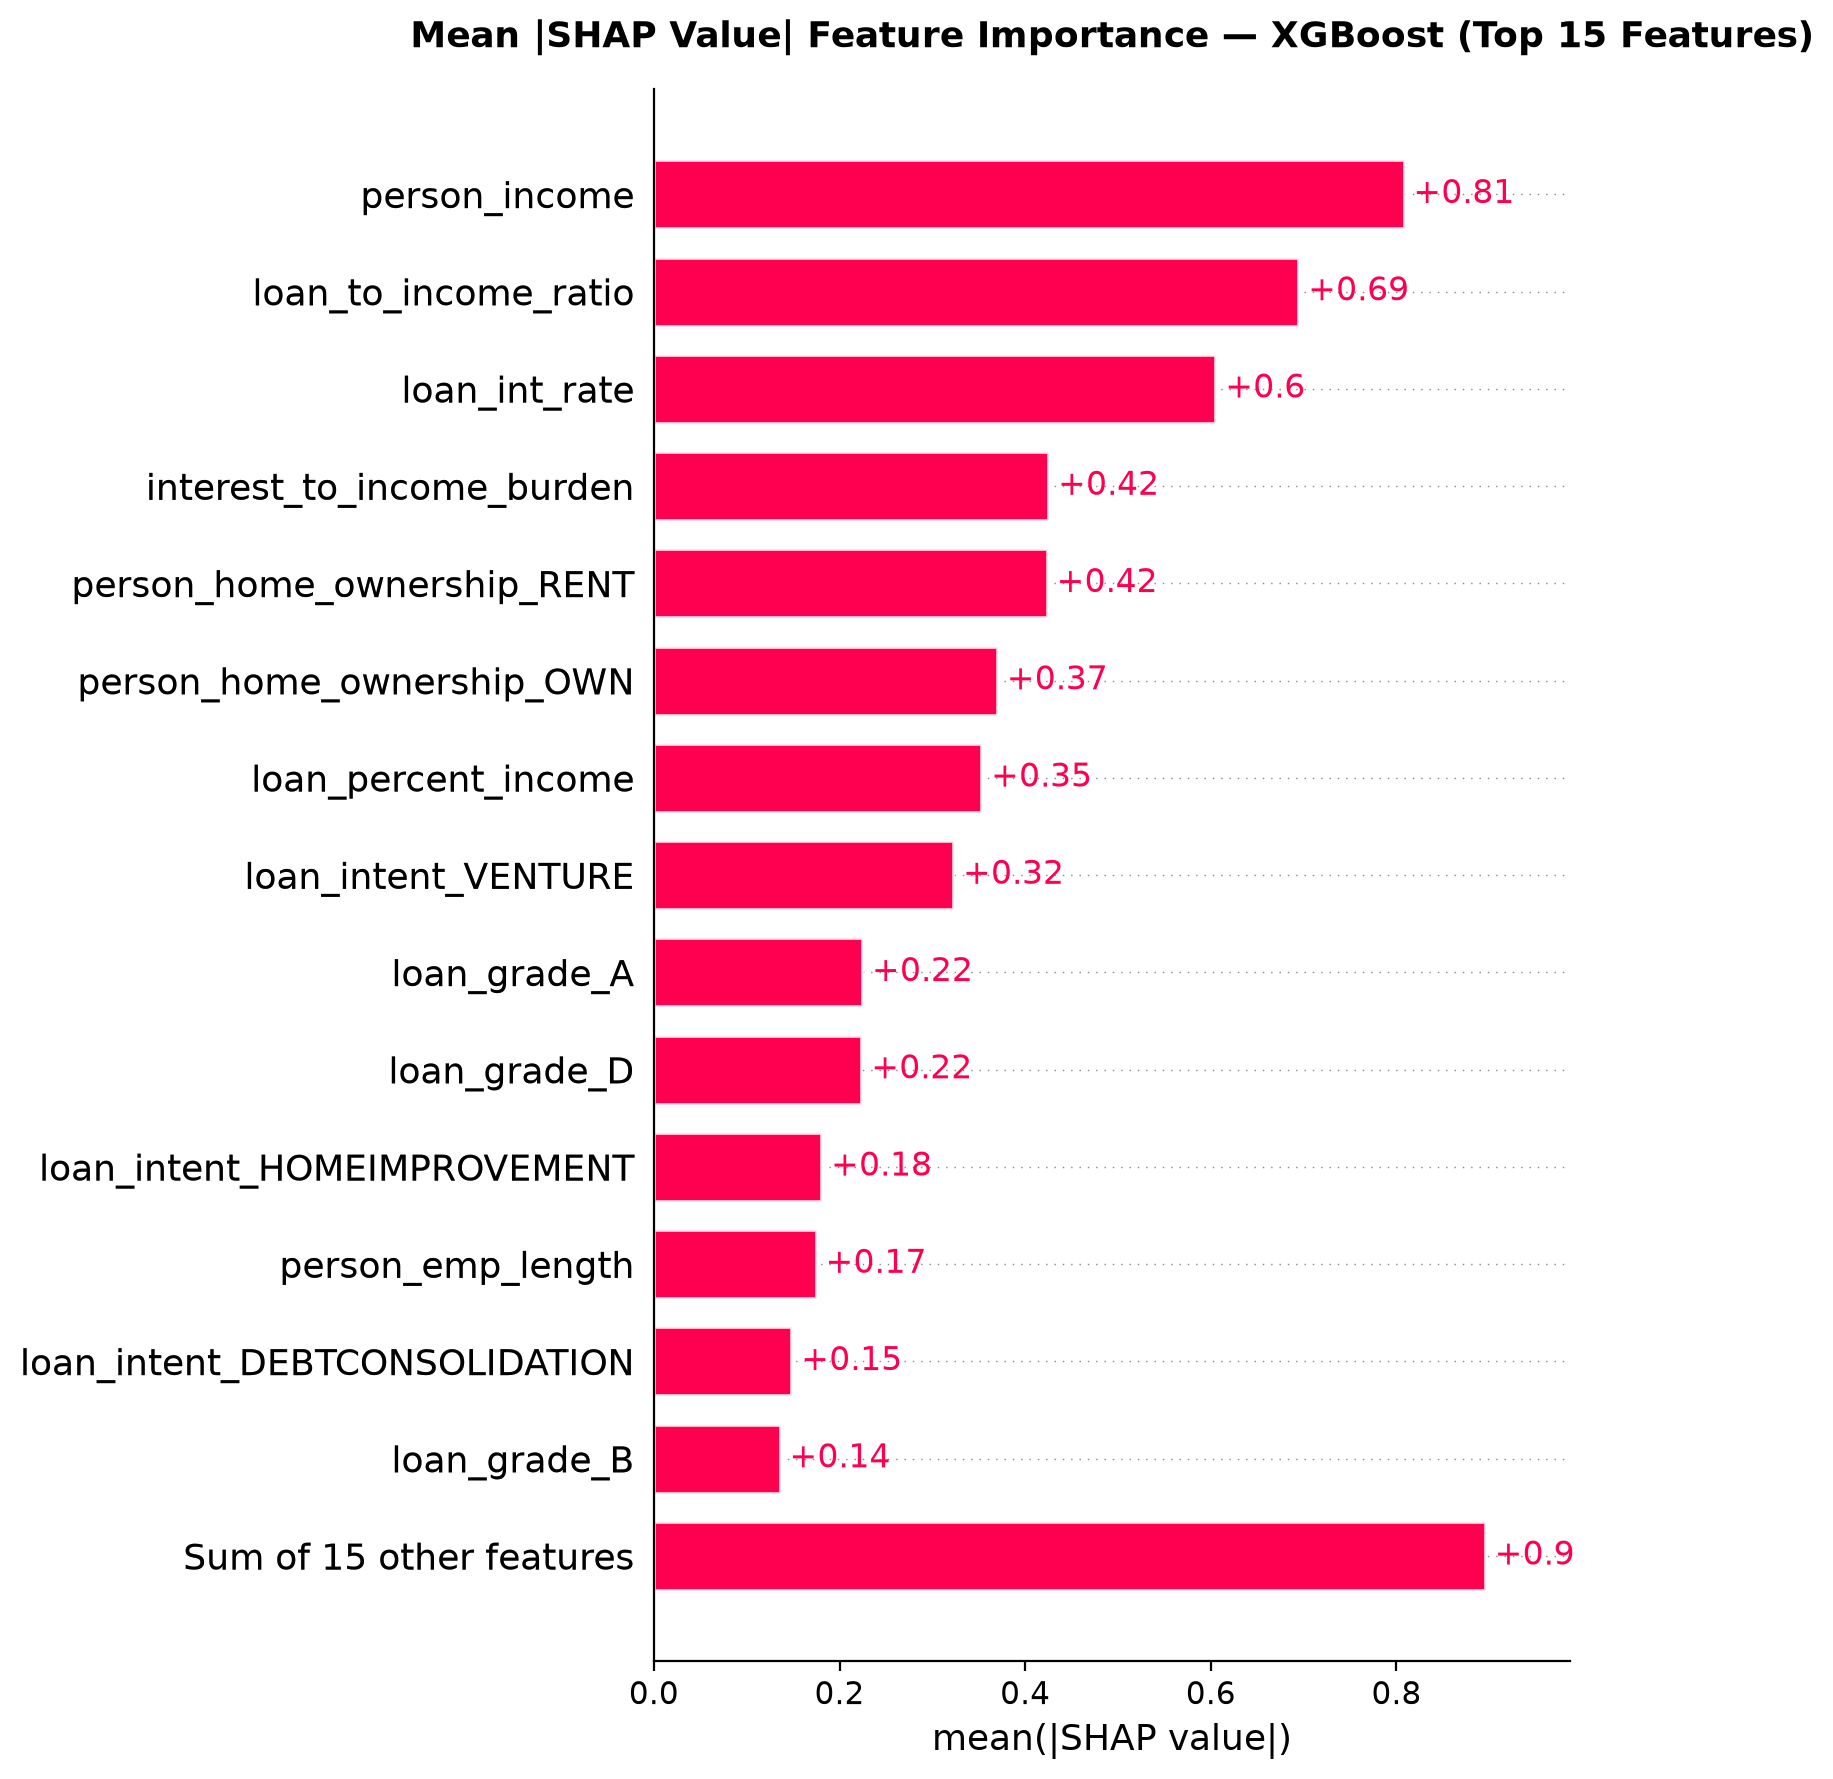 Mean |SHAP Value| Feature Importance — XGBoost (Top 15 Features)
person_income +0.81
loan_to_income_ratio +0.69
loan_int_rate +0.6
interest_to_income_burden +0.42
person_home_ownership_RENT +0.42
person_home_ownership_OWN +0.37
loan_percent_income +0.35
loan_intent_VENTURE +0.32
loan_grade_A +0.22
loan_grade_D +0.22
loan_intent_HOMEIMPROVEMENT +0.18
person_emp_length +0.17
loan_intent_DEBTCONSOLIDATION +0.15
loan_grade_B +0.14
Sum of 15 other features +0.9
0.0 0.2 0.4 0.6 0.8
mean(|SHAP value|)